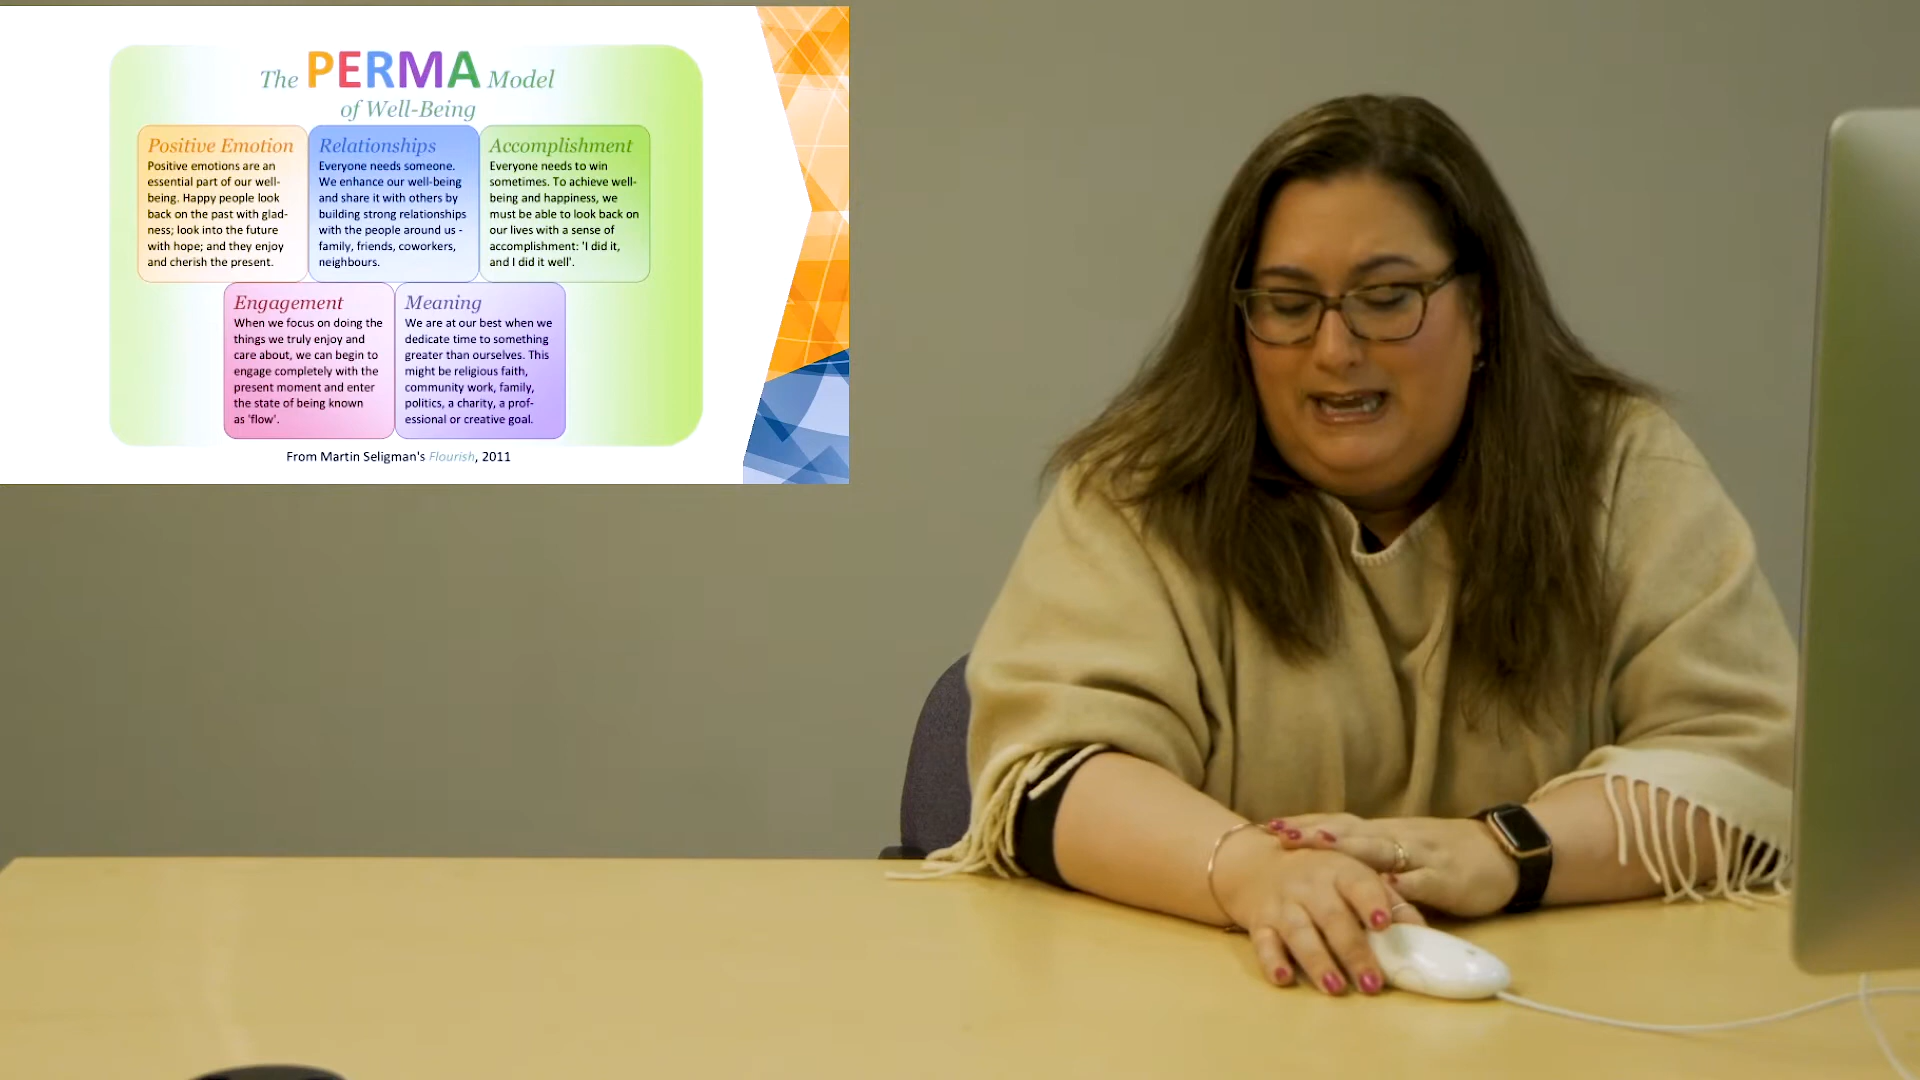 The PERMA Model
of Well-Being
Positive Emotion
Positive emotions are an
essential part of our well-
being. Happy people look
back on the past with glad-
ness; look into the future
with hope; and they enjoy
and cherish the present.
Relationships
Everyone needs someone.
We enhance our well-being
and share it with others by
building strong relationships
with the people around us -
family, friends, coworkers,
neighbours.
Accomplishment
Everyone needs to win
sometimes. To achieve well-
being and happiness, we
must be able to look back on
our lives with a sense of
accomplishment: 'I did it,
and I did it well'.
Engagement
When we focus on doing the
things we truly enjoy and
care about, we can begin to
engage completely with the
present moment and enter
the state of being known
as 'flow'.
Meaning
We are at our best when we
dedicate time to something
greater than ourselves. This
might be religious faith,
community work, family,
politics, a charity, a prof-
essional or creative goal.
From Martin Seligman's Flourish, 2011